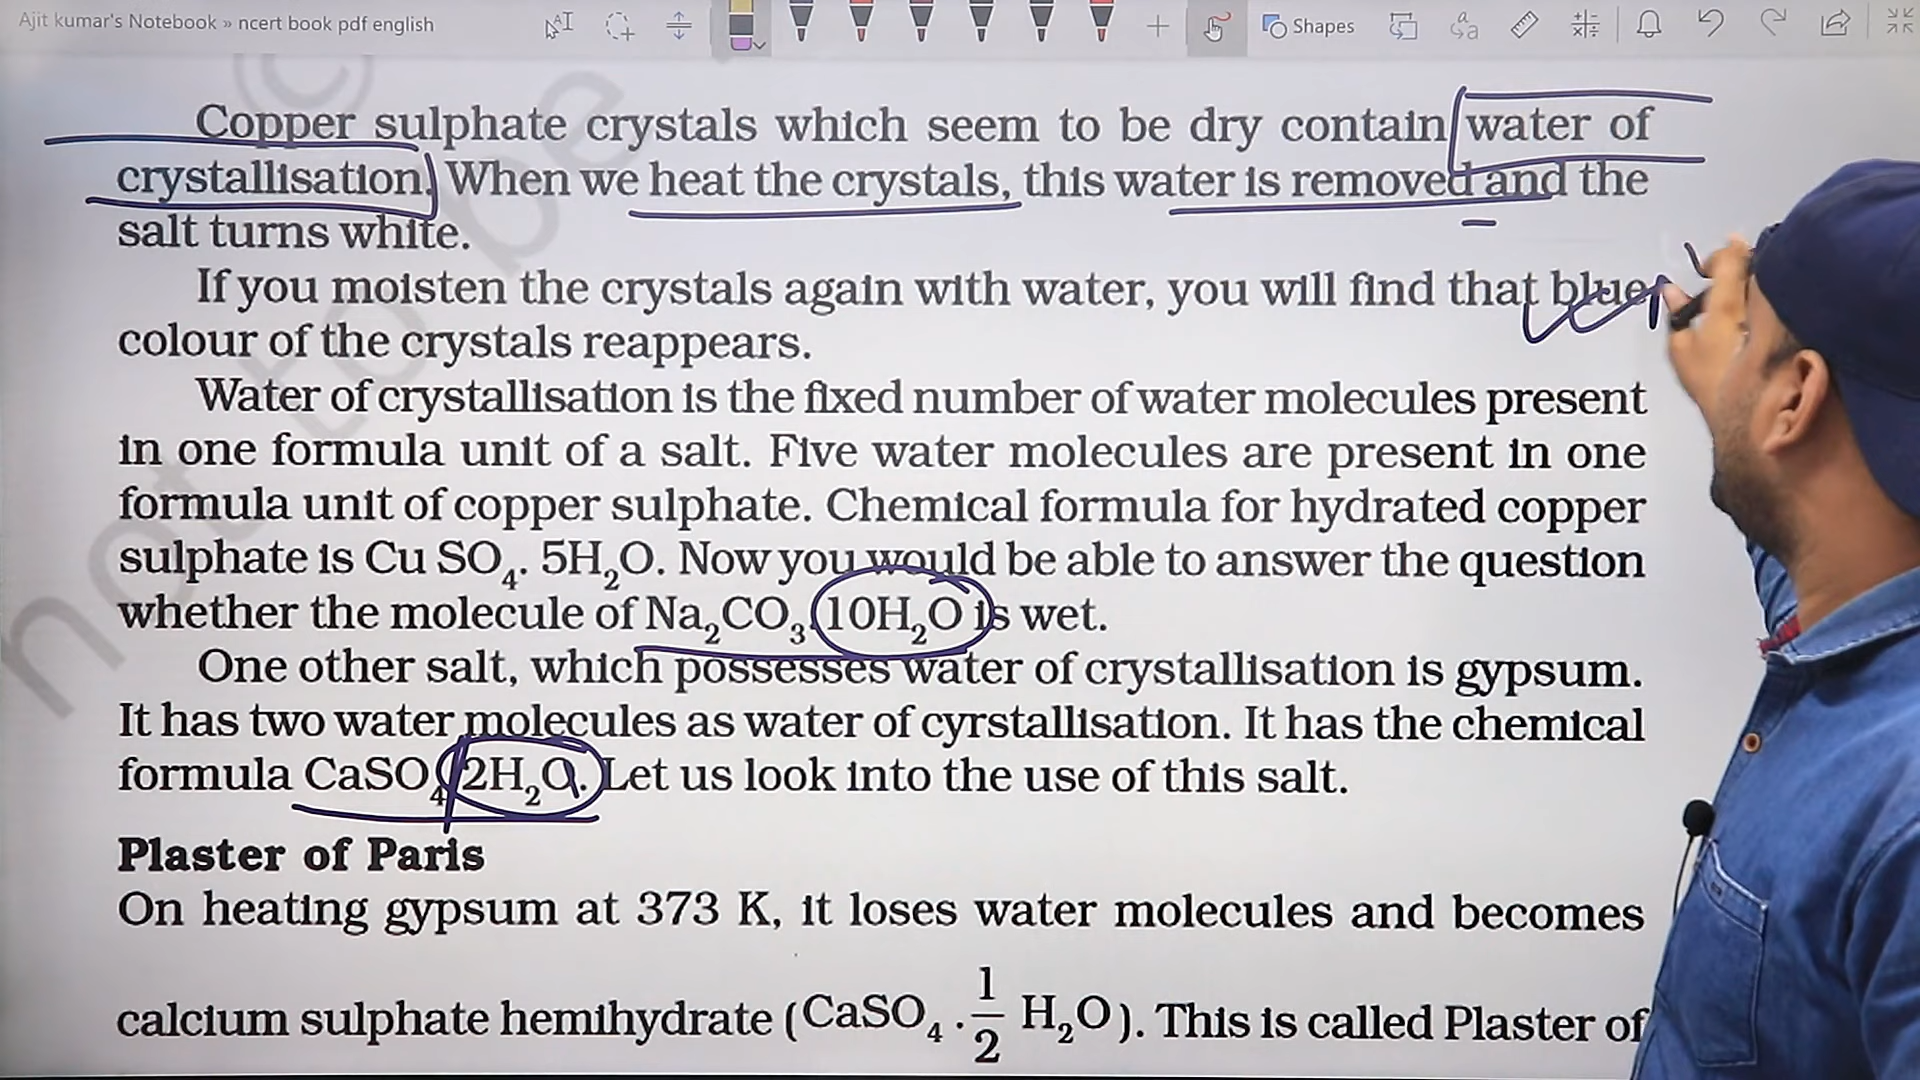 Ajit kumar's Notebook » ncert book pdf english
Shapes
Copper sulphate crystals which seem to be dry contain water of
crystallisation. When we heat the crystals, this water is removed and the
salt turns white.
If you moisten the crystals again with water, you will find that blue
colour of the crystals reappears.
Water of crystallisation is the fixed number of water molecules present
in one formula unit of a salt. Five water molecules are present in one
formula unit of copper sulphate. Chemical formula for hydrated copper
sulphate is Cu SO₄. 5H₂O. Now you would be able to answer the question
whether the molecule of Na₂CO₃.10H₂O is wet.
One other salt, which possesses water of crystallisation is gypsum.
It has two water molecules as water of cyrstallisation. It has the chemical
formula CaSO₄.2H₂O. Let us look into the use of this salt.
Plaster of Paris
On heating gypsum at 373 K, it loses water molecules and becomes
calcium sulphate hemihydrate (CaSO₄ . 1/2 H₂O). This is called Plaster of
not to be
©